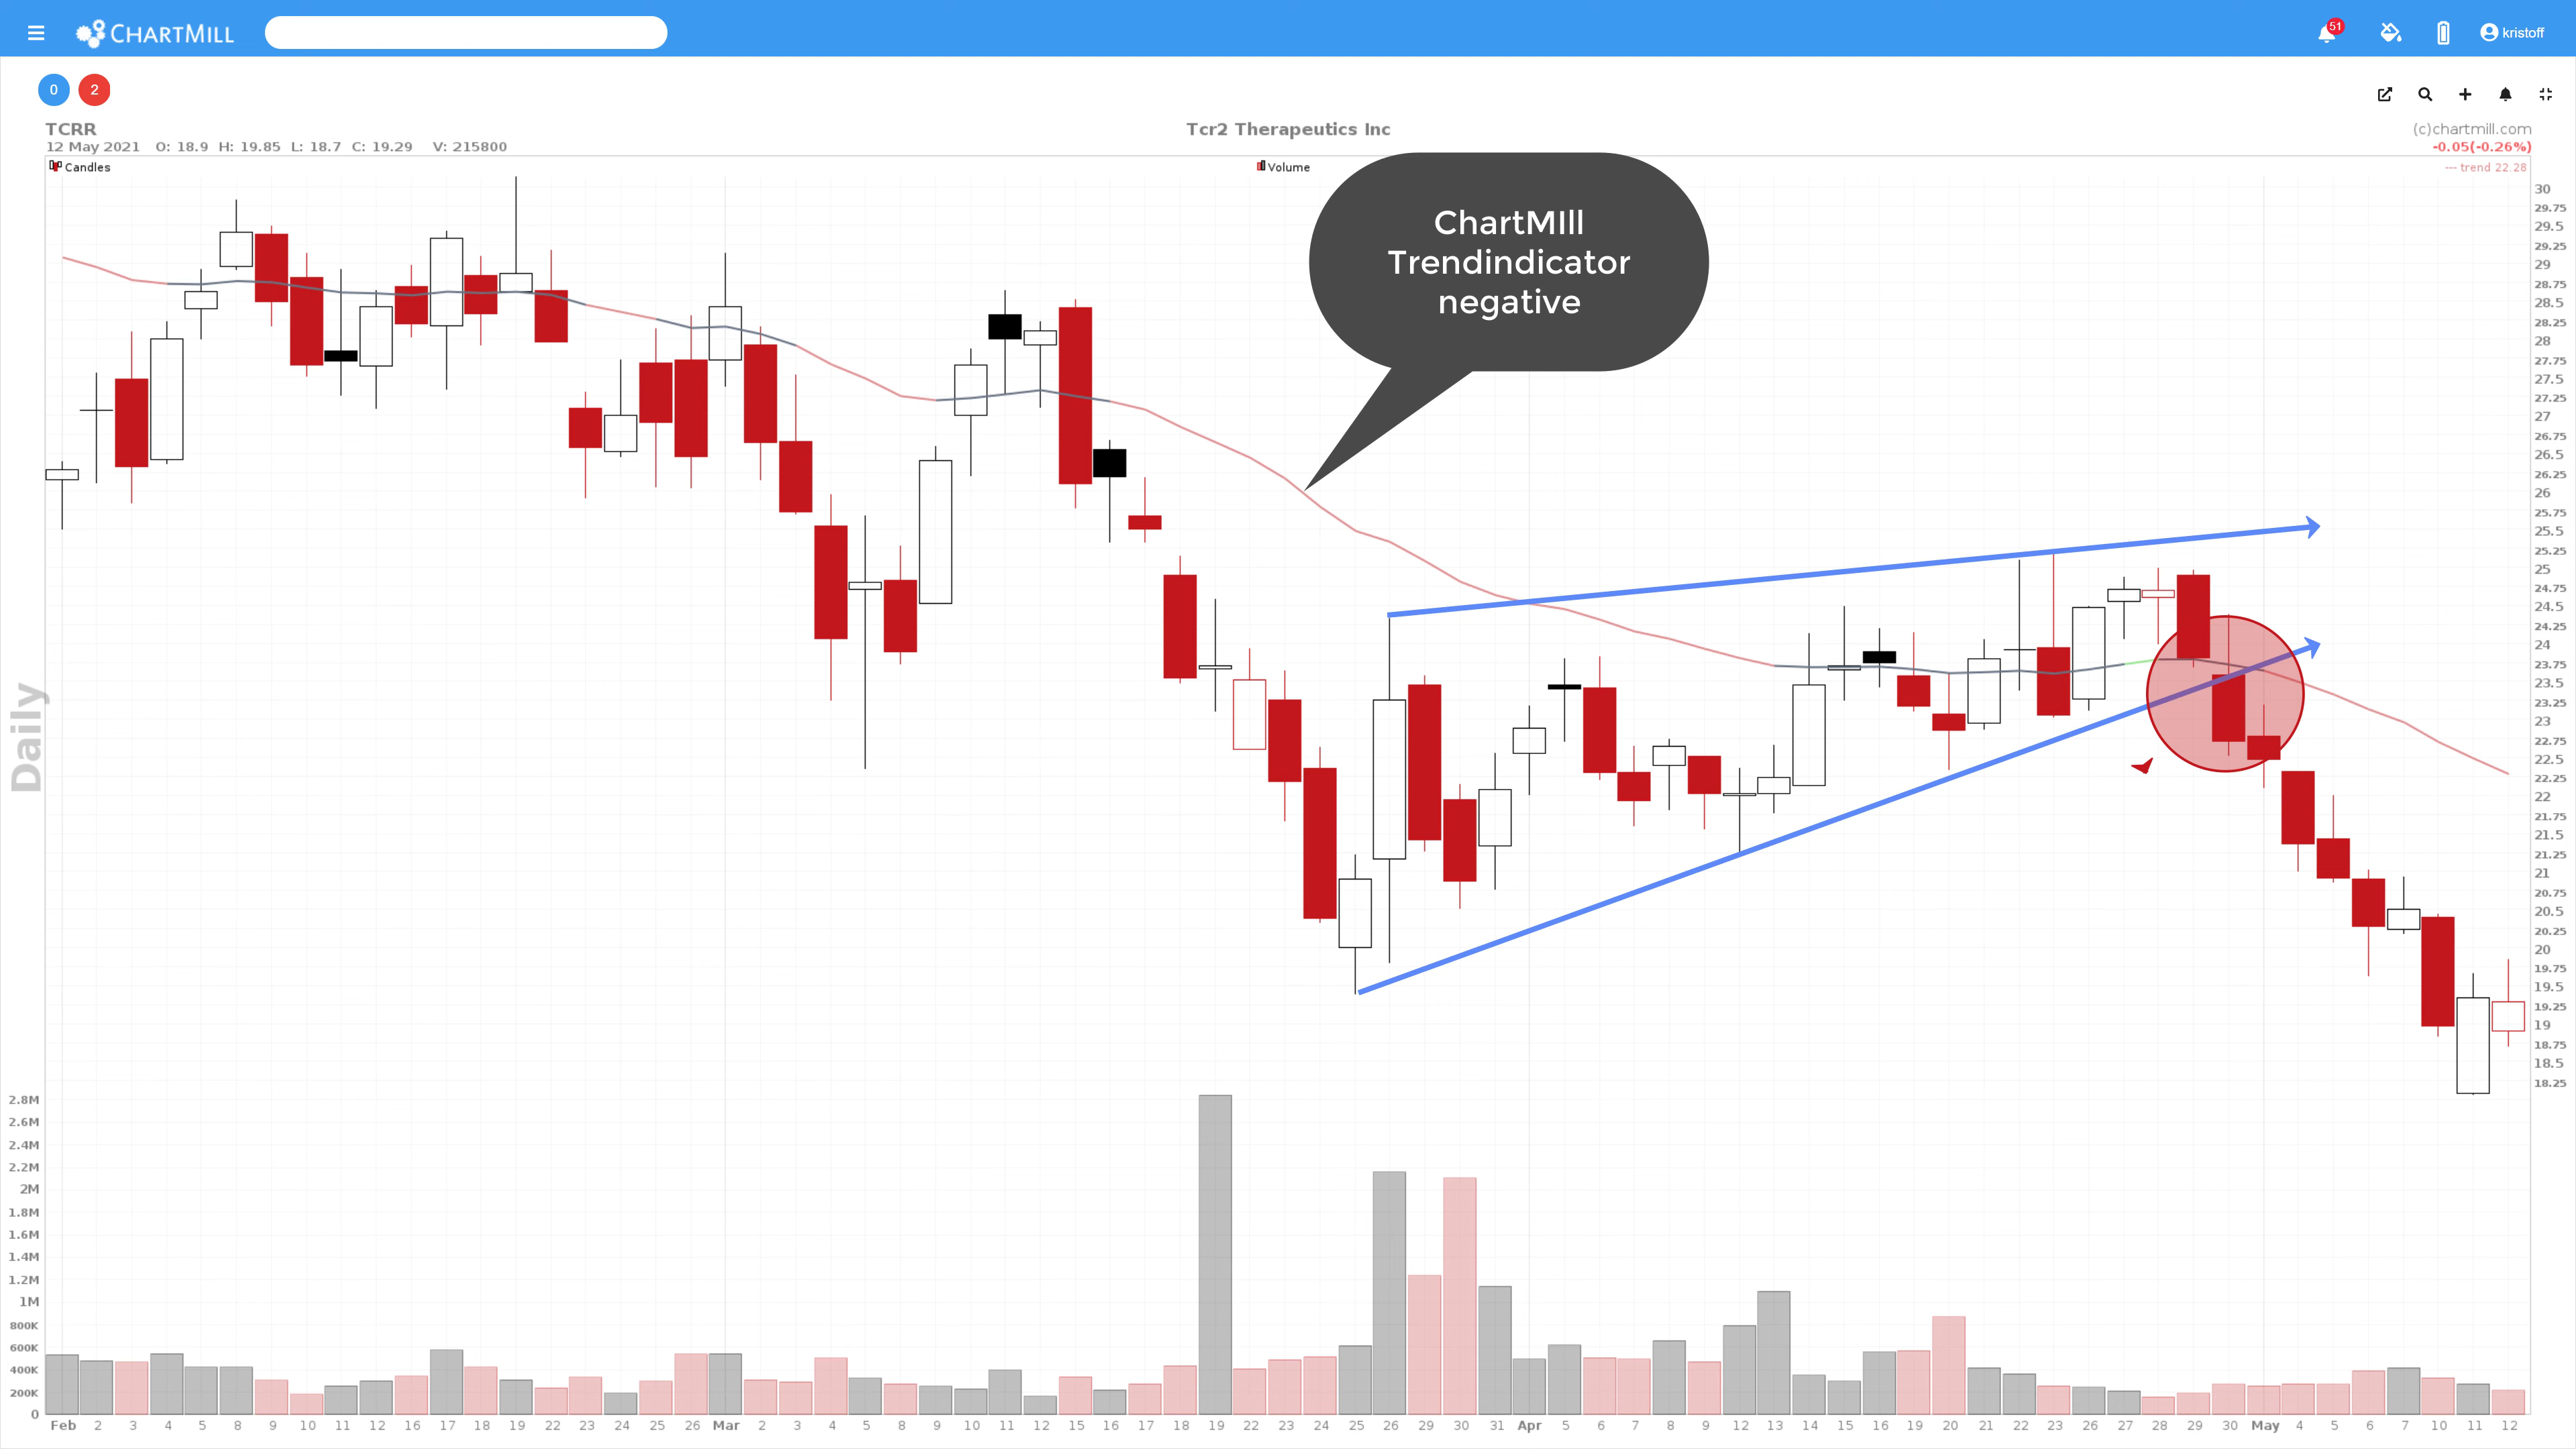 CHARTMILL
51
kristoff
0 2
TCRR
Tcr2 Therapeutics Inc
(c)chartmill.com
12 May 2021 O: 18.9 H: 19.85 L: 18.7 C: 19.29 V: 215800
-0.05(-0.26%)
Candles
Volume
--- trend 22.28
ChartMIll
Trendindicator
negative
Daily
30
29.75
29.5
29.25
29
28.75
28.5
28.25
28
27.75
27.5
27.25
27
26.75
26.5
26.25
26
25.75
25.5
25.25
25
24.75
24.5
24.25
24
23.75
23.5
23.25
23
22.75
22.5
22.25
22
21.75
21.5
21.25
21
20.75
20.5
20.25
20
19.75
19.5
19.25
19
18.75
18.5
18.25
2.8M
2.6M
2.4M
2.2M
2M
1.8M
1.6M
1.4M
1.2M
1M
800K
600K
400K
200K
0
Feb 2 3 4 5 8 9 10 11 12 16 17 18 19 22 23 24 25 26 Mar 2 3 4 5 8 9 10 11 12 15 16 17 18 19 22 23 24 25 26 29 30 31 Apr 5 6 7 8 9 12 13 14 15 16 19 20 21 22 23 26 27 28 29 30 May 4 5 6 7 10 11 12